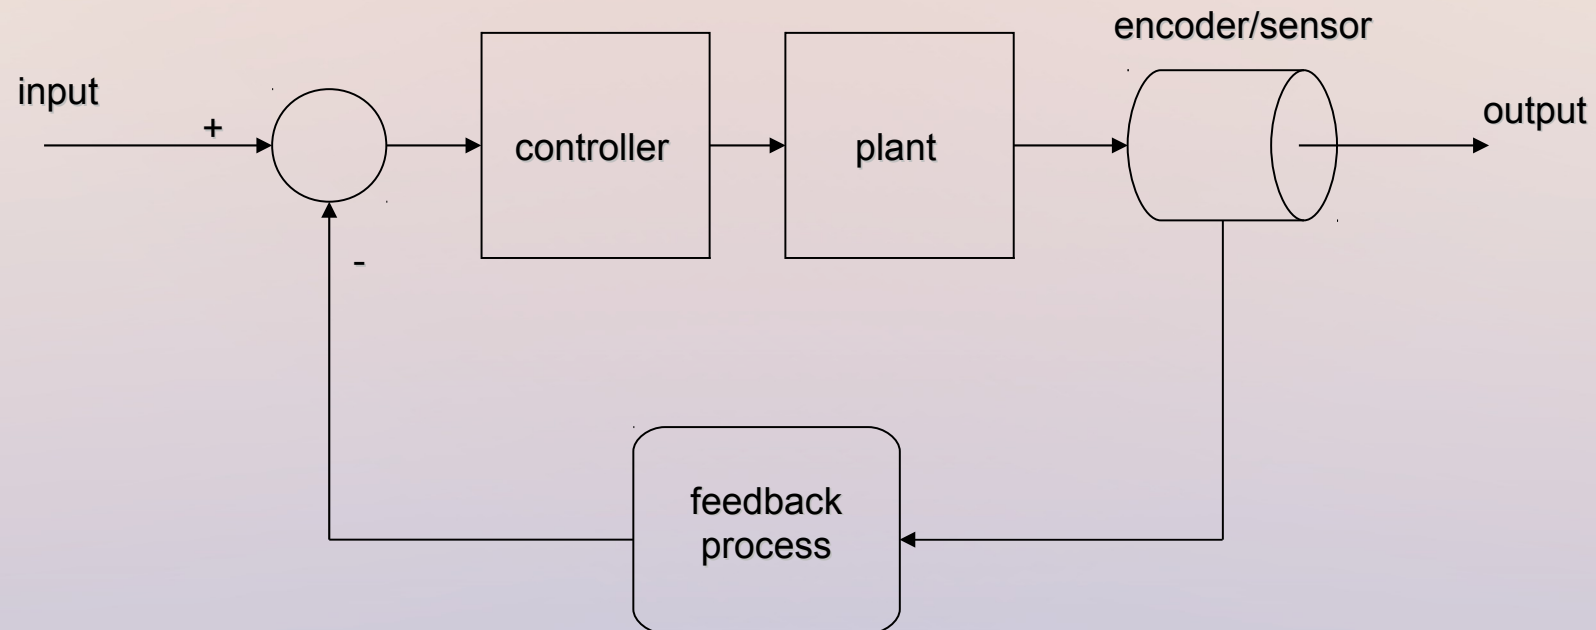 encoder/sensor
input
output
+
controller
plant
-
feedback
process